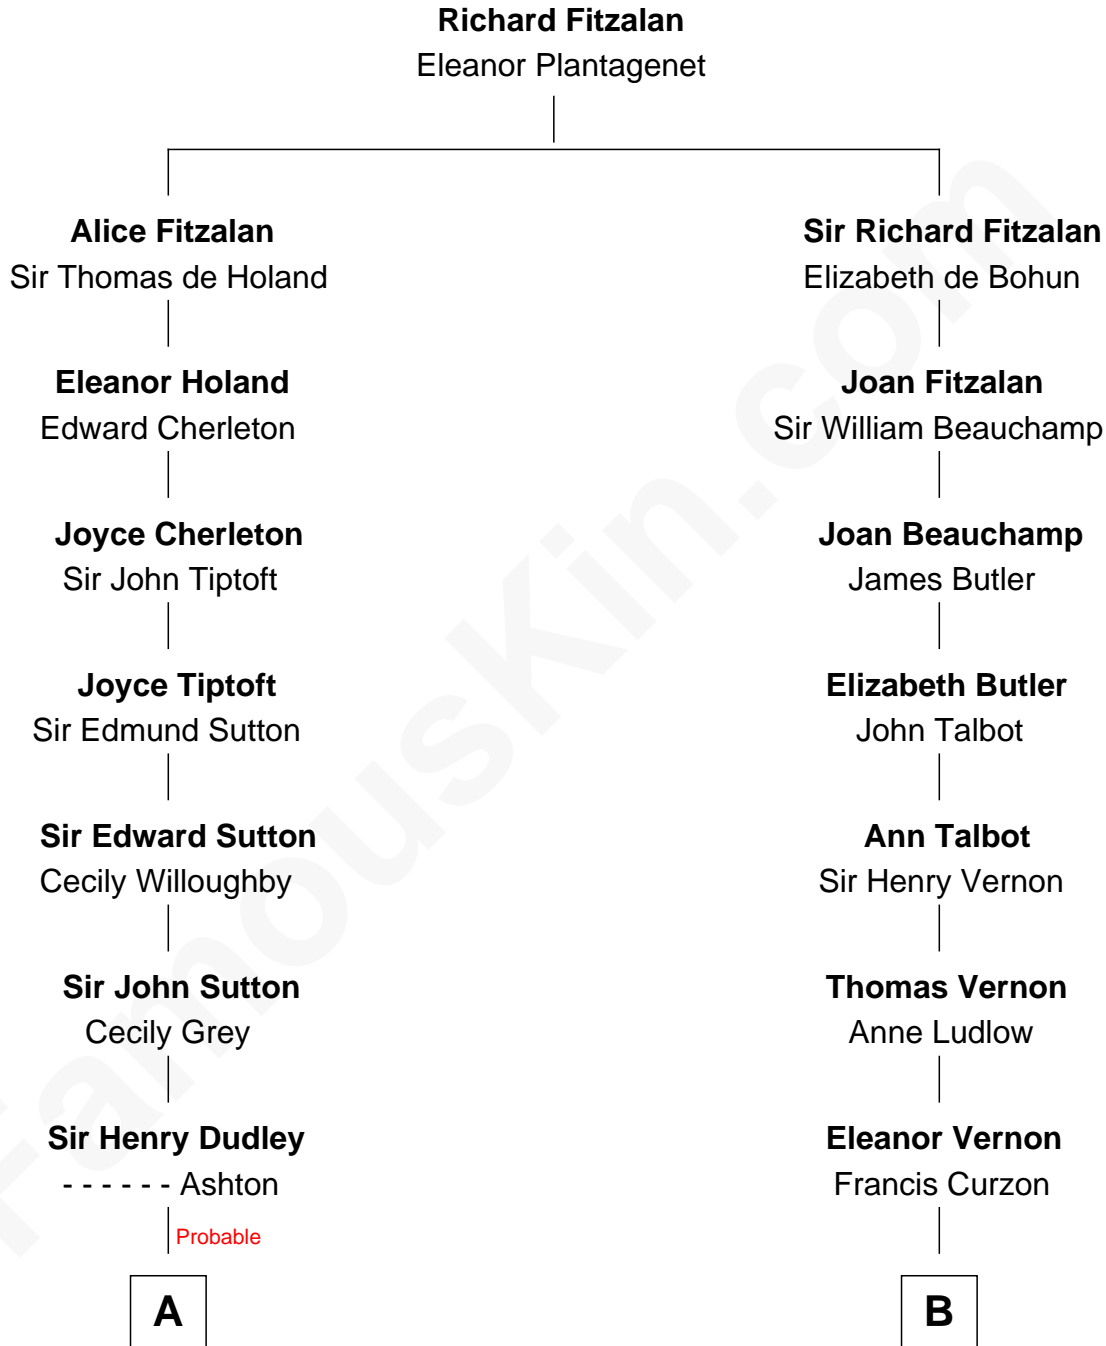 Richard Fitzalan
Eleanor Plantagenet
Alice Fitzalan
Sir Thomas de Holand
Sir Richard Fitzalan
Elizabeth de Bohun
Eleanor Holand
Edward Cherleton
Joan Fitzalan
Sir William Beauchamp
Joyce Cherleton
Sir John Tiptoft
Joan Beauchamp
James Butler
Joyce Tiptoft
Sir Edmund Sutton
Elizabeth Butler
John Talbot
Sir Edward Sutton
Cecily Willoughby
Ann Talbot
Sir Henry Vernon
Sir John Sutton
Cecily Grey
Thomas Vernon
Anne Ludlow
Sir Henry Dudley
- - - - - - Ashton
Eleanor Vernon
Francis Curzon
Probable
A
B
FamousKin.com